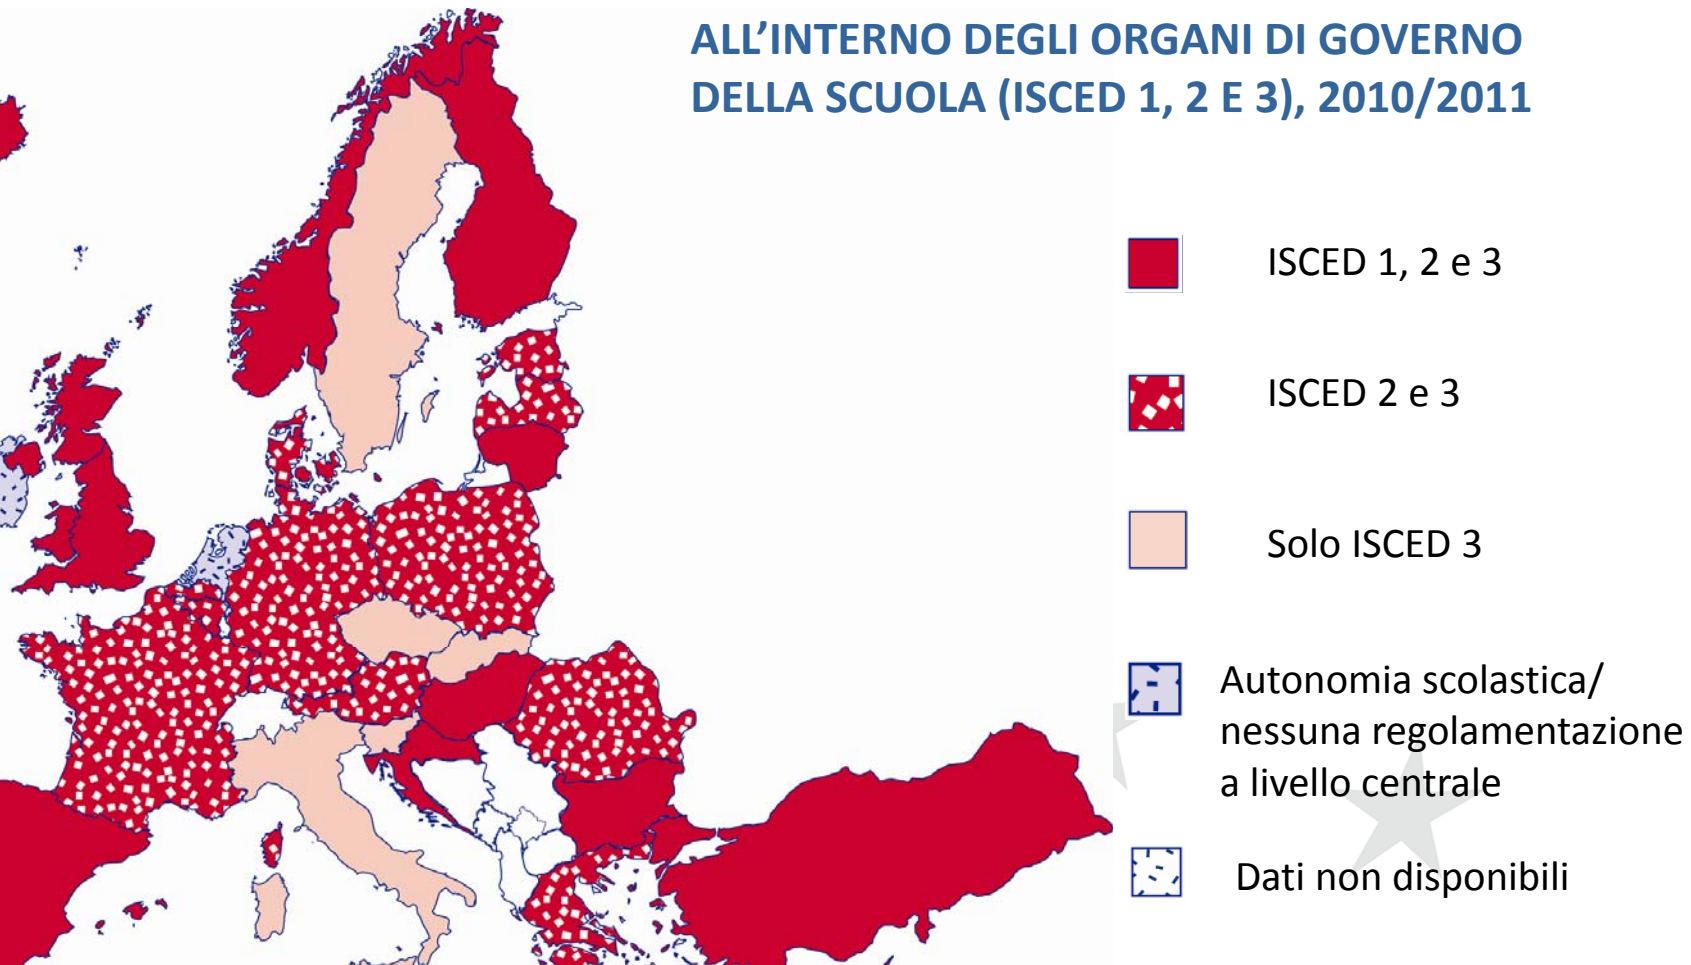 ALL’INTERNO DEGLI ORGANI DI GOVERNO
DELLA SCUOLA (ISCED 1, 2 E 3), 2010/2011
ISCED 1, 2 e 3
ISCED 2 e 3
Solo ISCED 3
Autonomia scolastica/
nessuna regolamentazione
a livello centrale
Dati non disponibili